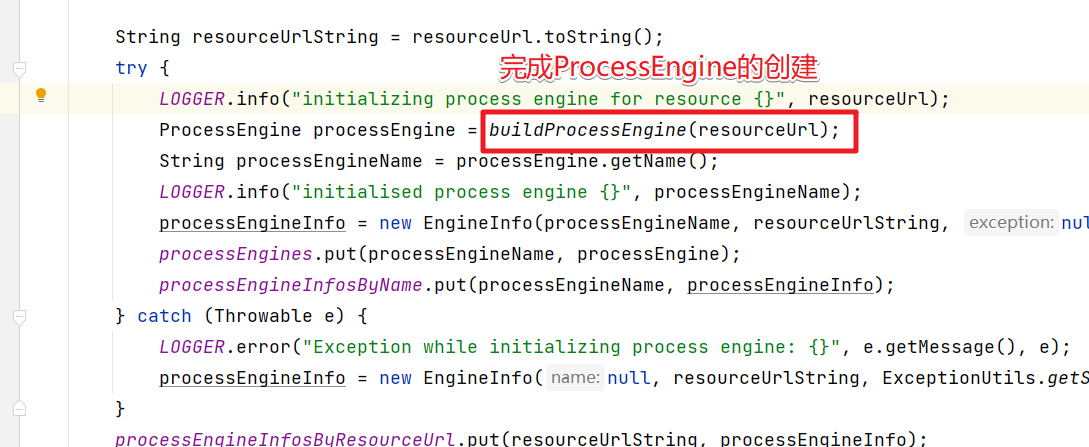 String resourceUrlString = resourceUrl.toString();
try {
完成ProcessEngine的创建
LOGGER.info("initializing process engine for resource {}", resourceUrl);
ProcessEngine processEngine = buildProcessEngine(resourceUrl);
String processEngineName = processEngine.getName();
LOGGER.info("initialised process engine {}", processEngineName);
processEngineInfo = new EngineInfo(processEngineName, resourceUrlString, exception: nul
processEngines.put(processEngineName, processEngine);
processEngineInfosByName.put(processEngineName, processEngineInfo);
} catch (Throwable e) {
LOGGER.error("Exception while initializing process engine: {}", e.getMessage(), e);
processEngineInfo = new EngineInfo( name: null, resourceUrlString, ExceptionUtils.getS
}
processEngineInfosByResourceUrl.put(resourceUrlString, processEngineInfo);